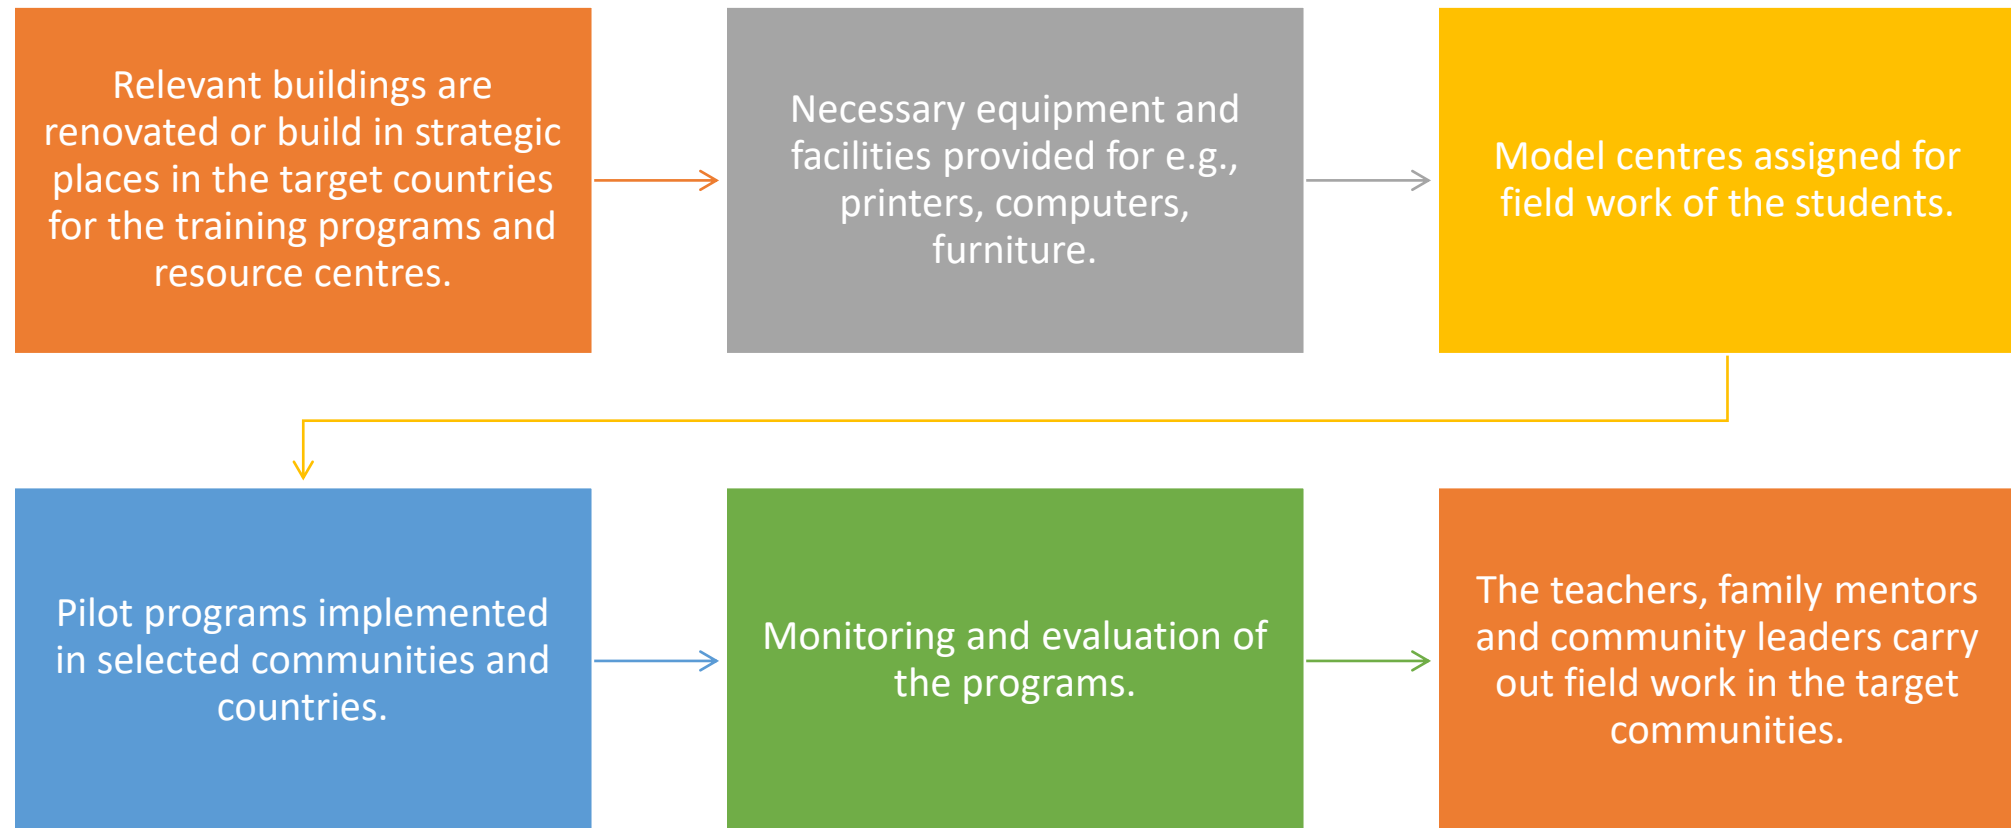 Relevant buildings are
renovated or build in strategic
places in the target countries
for the training programs and
resource centres.
Necessary equipment and
facilities provided for e.g.,
printers, computers,
furniture.
Model centres assigned for
field work of the students.
Pilot programs implemented
in selected communities and
countries.
Monitoring and evaluation of
the programs.
The teachers, family mentors
and community leaders carry
out field work in the target
communities.